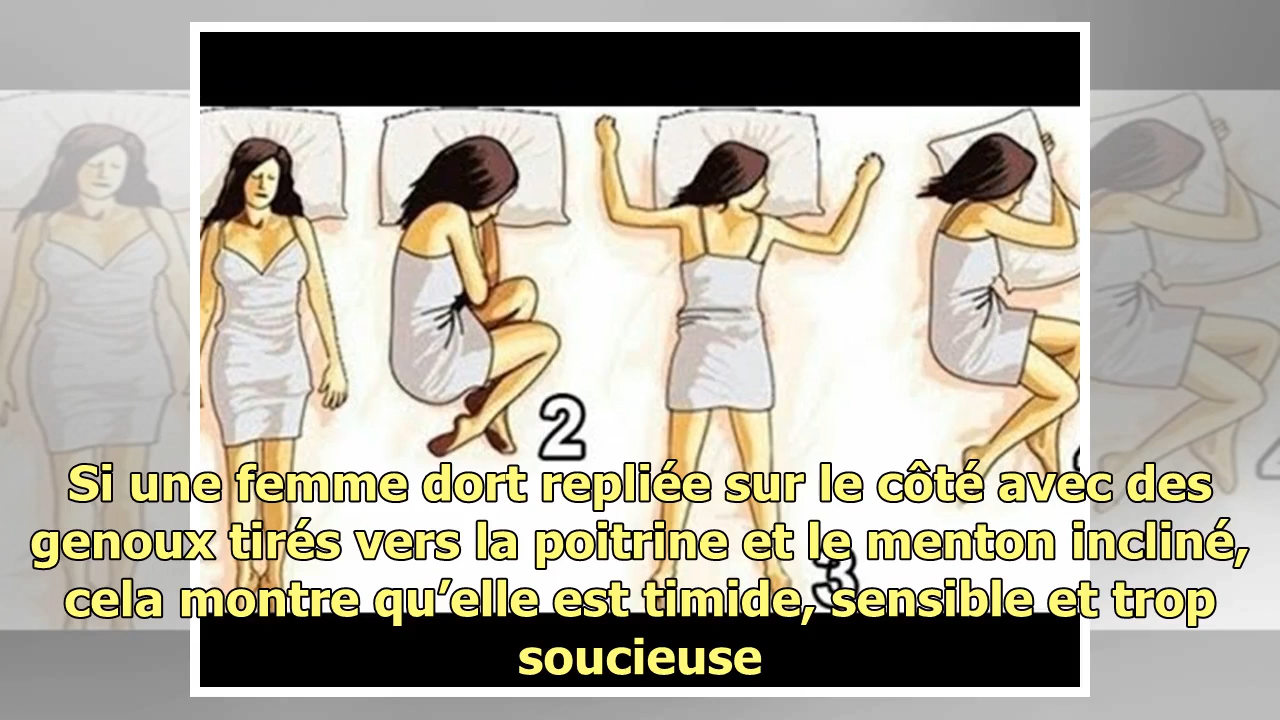 2
3
Si une femme dort repliée sur le côté avec des
genoux tirés vers la poitrine et le menton incliné,
cela montre qu’elle est timide, sensible et trop
soucieuse